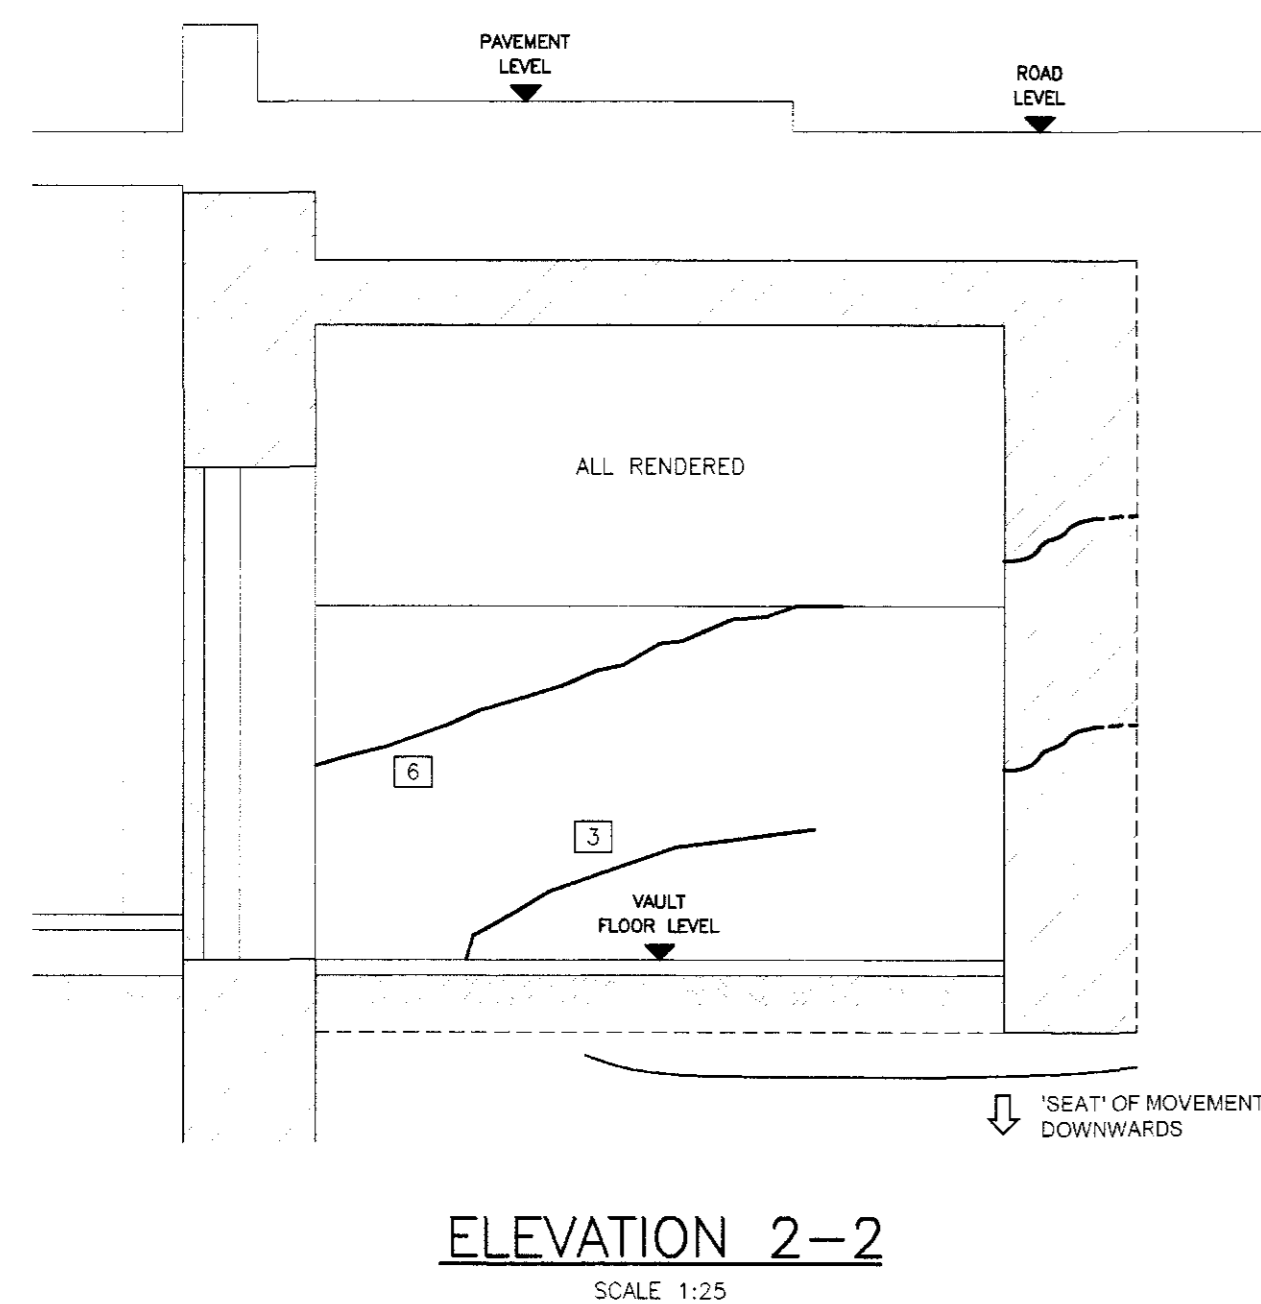 PAVEMENT
LEVEL
ROAD
LEVEL
ALL RENDERED
6
3
VAULT
FLOOR LEVEL
'SEAT' OF MOVEMENT
DOWNWARDS
ELEVATION 2-2
SCALE 1:25